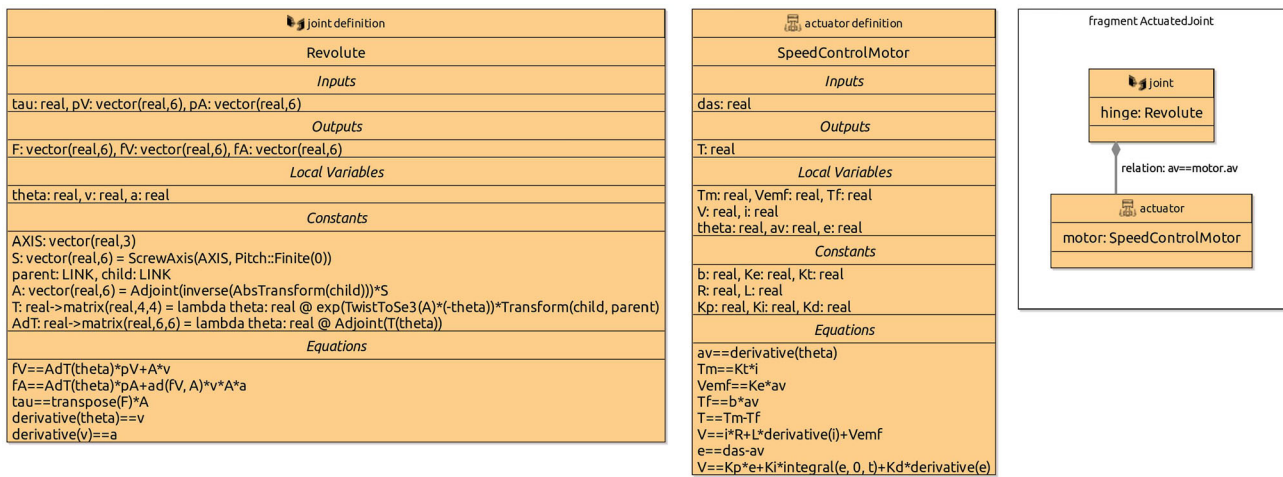 joint definition
Revolute
Inputs
tau: real, pV: vector(real,6), pA: vector(real,6)
Outputs
F: vector(real,6), fV: vector(real,6), fA: vector(real,6)
Local Variables
theta: real, v: real, a: real
Constants
AXIS: vector(real,3)
S: vector(real,6) = ScrewAxis(AXIS, Pitch::Finite(0))
parent: LINK, child: LINK
A: vector(real,6) = Adjoint(inverse(AbsTransform(child)))*S
T: real->matrix(real,4,4) = lambda theta: real @ exp(TwistToSe3(A)*(-theta))*Transform(child, parent)
AdT: real->matrix(real,6,6) = lambda theta: real @ Adjoint(T(theta))
Equations
fV==AdT(theta)*pV+A*v
fA==AdT(theta)*pA+ad(fV, A)*v*A*a
tau==transpose(F)*A
derivative(theta)==v
derivative(v)==a
actuator definition
SpeedControlMotor
Inputs
das: real
Outputs
T: real
Local Variables
Tm: real, Vemf: real, Tf: real
V: real, i: real
theta: real, av: real, e: real
Constants
b: real, Ke: real, Kt: real
R: real, L: real
Kp: real, Ki: real, Kd: real
Equations
av==derivative(theta)
Tm==Kt*i
Vemf==Ke*av
Tf==b*av
T==Tm-Tf
V==i*R+L*derivative(i)+Vemf
e==das-av
V==Kp*e+Ki*integral(e, 0, t)+Kd*derivative(e)
fragment ActuatedJoint
joint
hinge: Revolute
relation: av==motor.av
actuator
motor: SpeedControlMotor